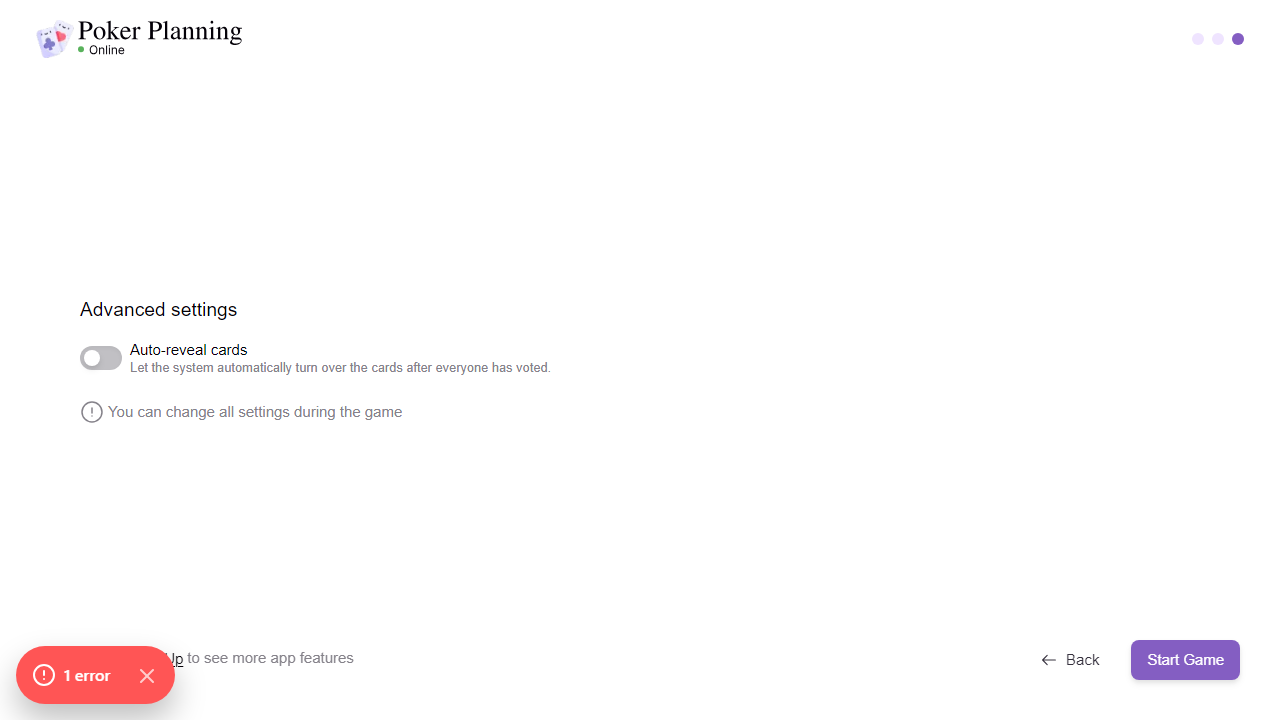 Poker Planning
Online
Advanced settings
Auto-reveal cards
Let the system automatically turn over the cards after everyone has voted.
You can change all settings during the game
Up to see more app features
Back
Start Game
1 error